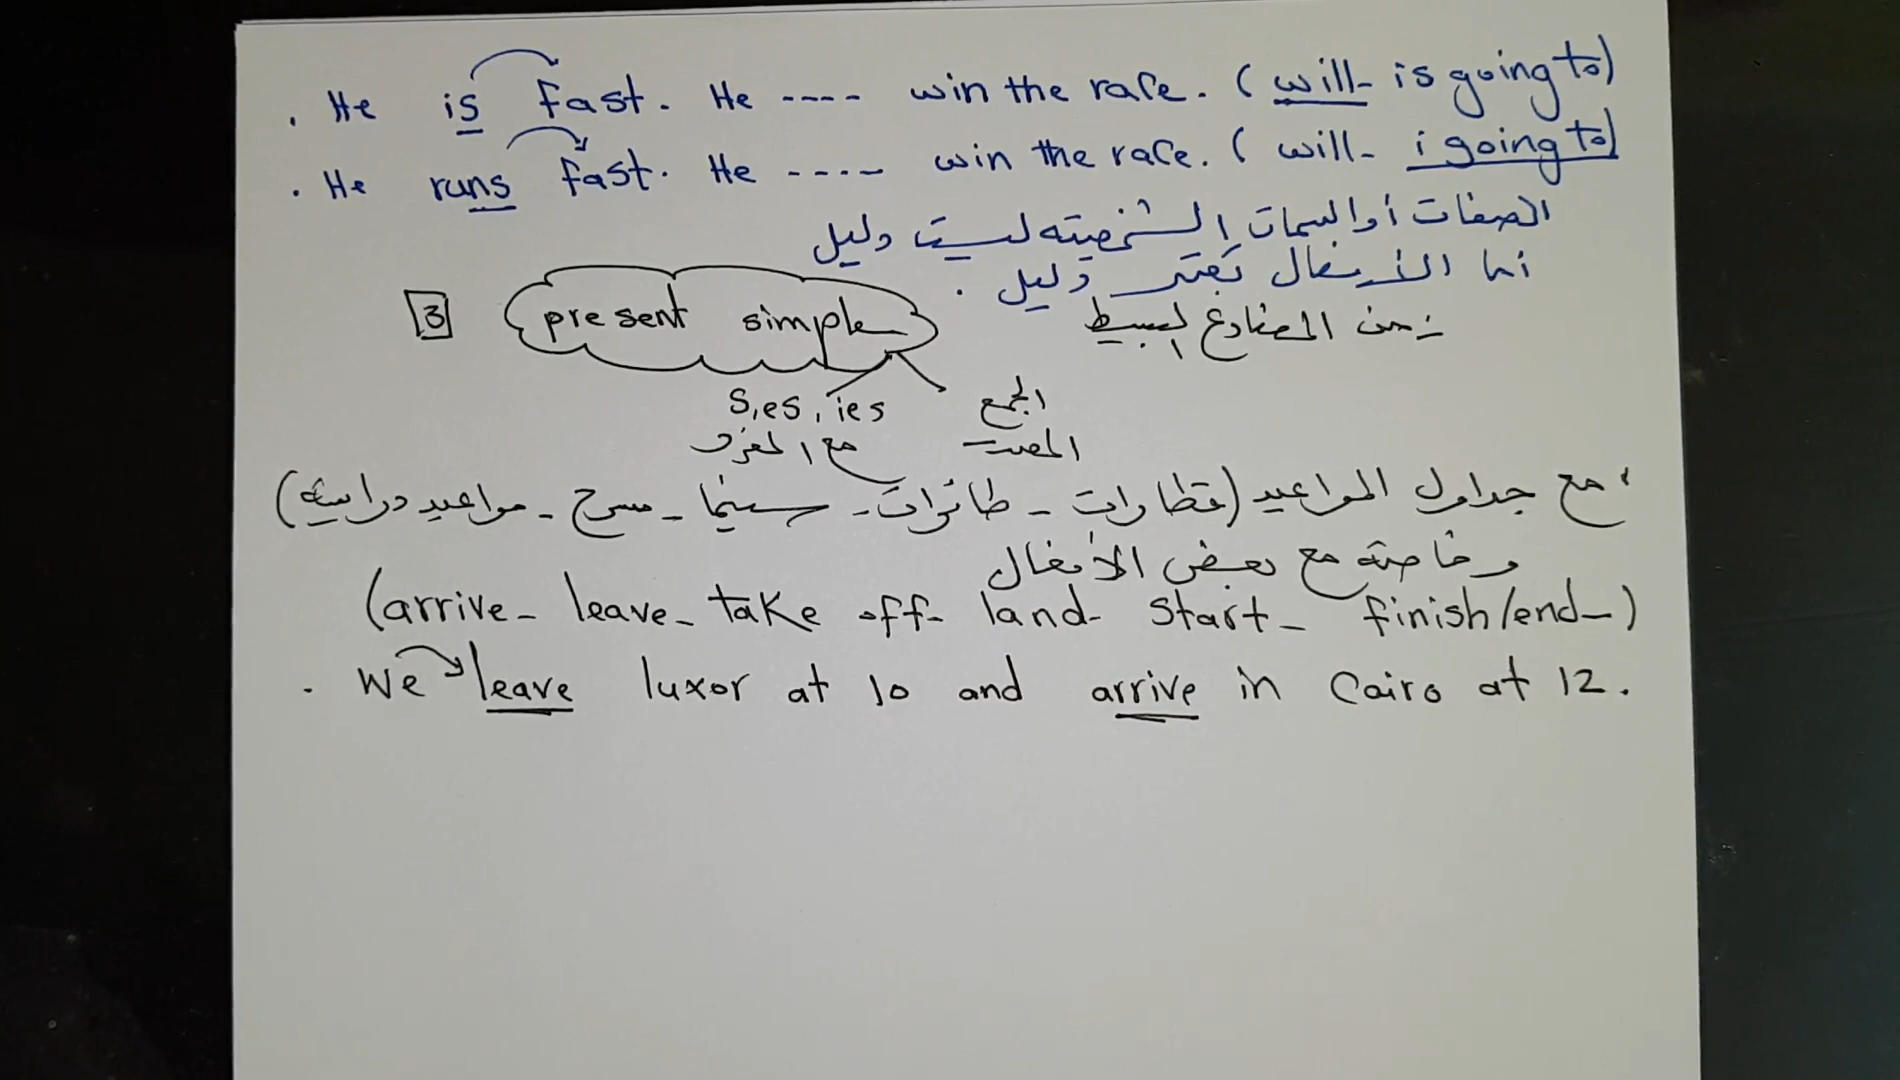 . He is fast. He ---- win the race. ( will - is going to)
. He runs fast. He ---- win the race. ( will - i going to)
الصفات أو السمات الشخصيته ليست دليل
أما الأفعال تعتبر دليل .
3 present simple زمن المضارع البسيط
s, es, ies الجمع
مع المفرد المصدر
، مع جداول المواعيد (قطارات - طائرات - سينما - مسرح - مواعيد دراسية)
وخاصته مع بعض الأفعال
(arrive - leave - take off - land - start - finish/end -)
. We leave luxor at 10 and arrive in Cairo at 12.